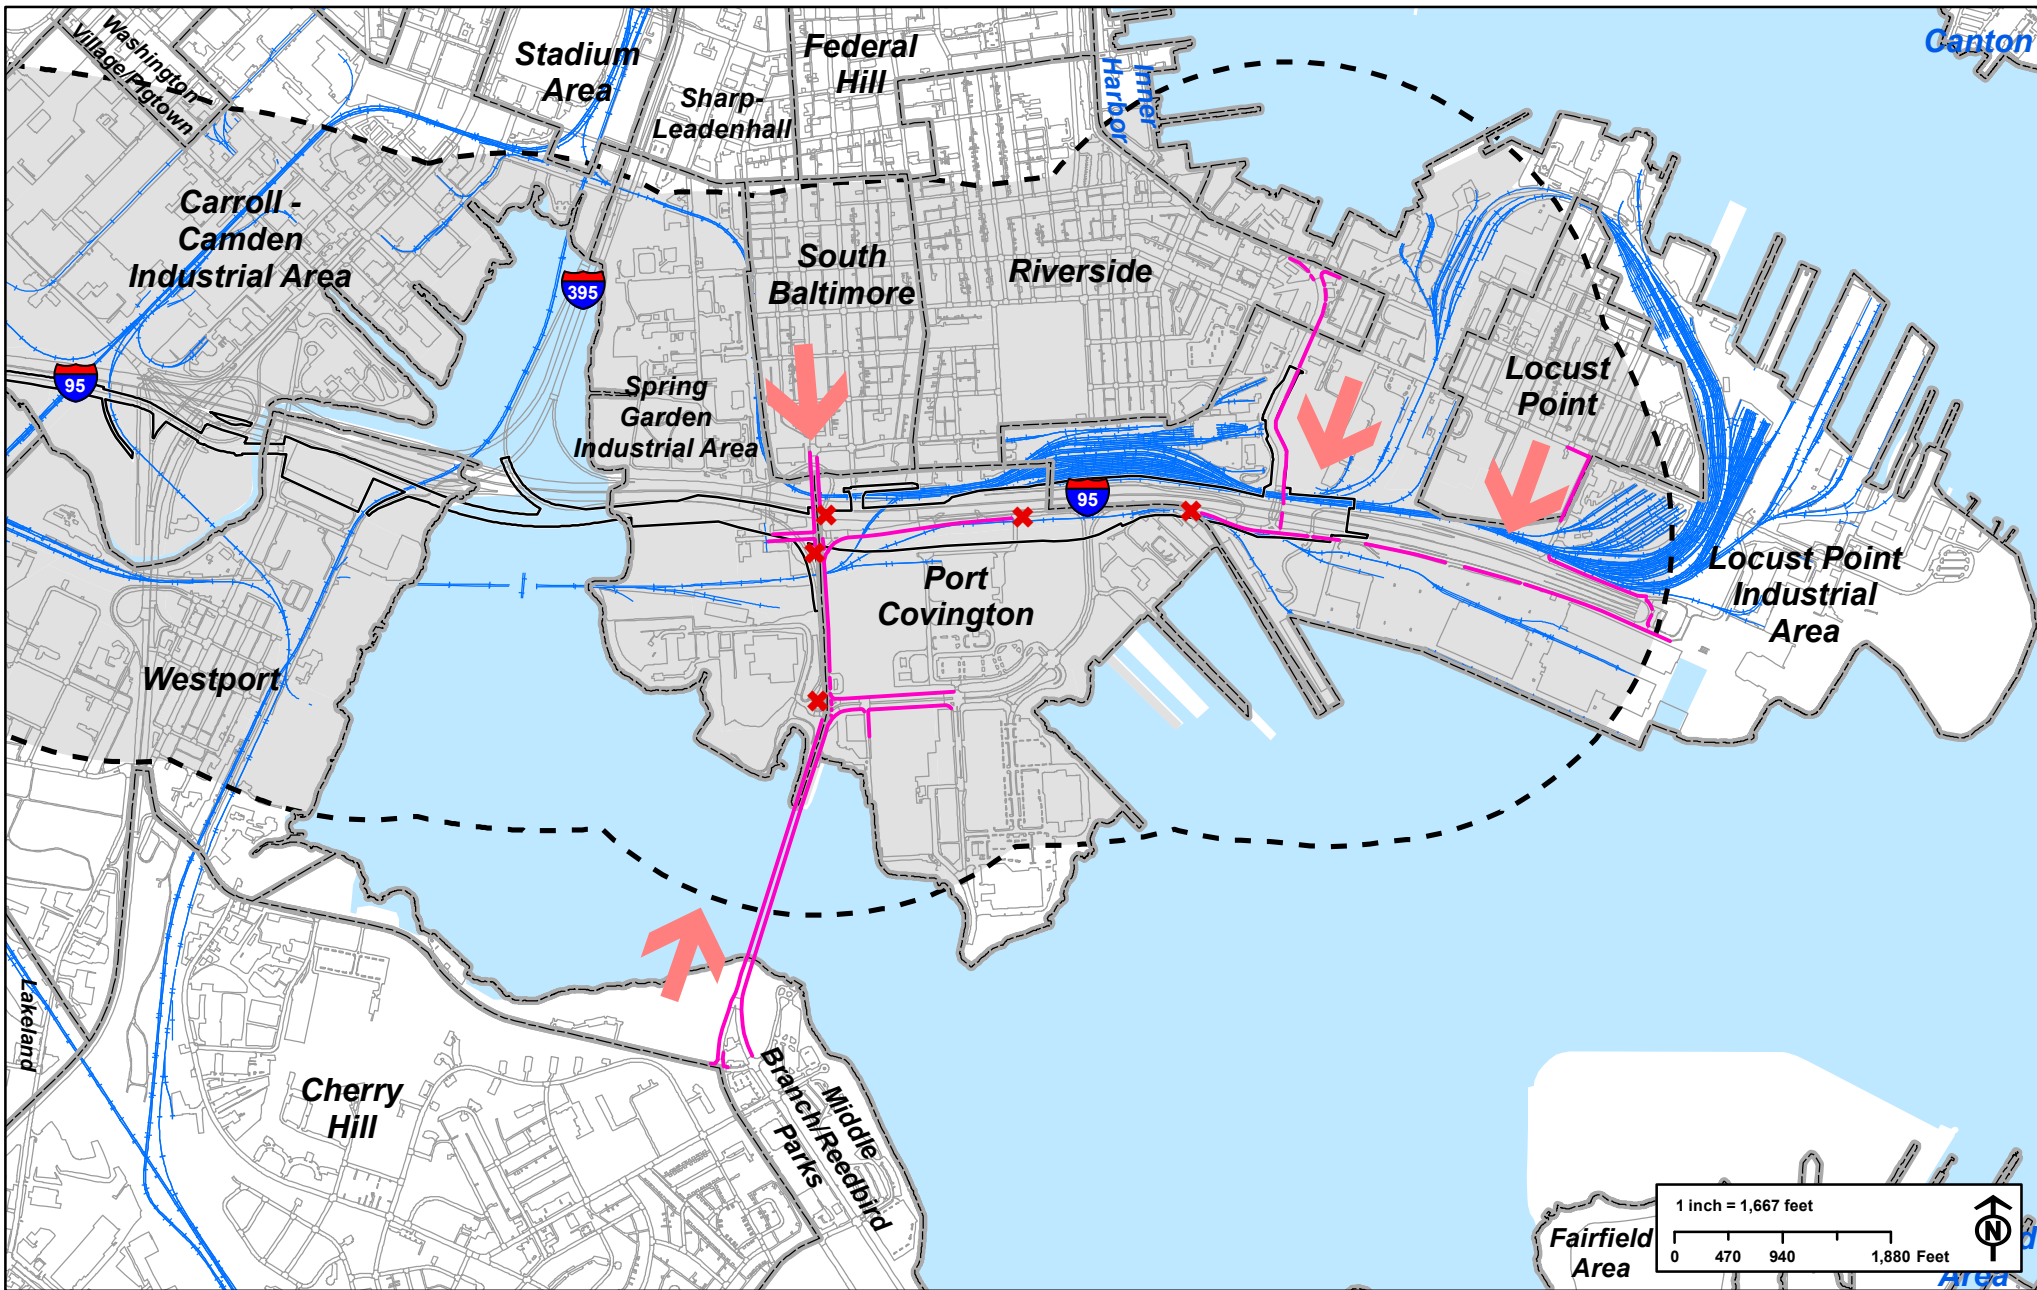 Washington
Village/Pigtown
Stadium
Area
Federal
Hill
Sharp-
Leadenhall
Inner
Harbor
Canton
Carroll -
Camden
Industrial Area
395
South
Baltimore
Riverside
95
Spring
Garden
Industrial Area
Locust
Point
95
Port
Covington
Locust Point
Industrial
Area
Westport
Lakeland
Cherry
Hill
Middle
Branch/Reedbird
Parks
Fairfield
Area
1 inch = 1,667 feet
0 470 940 1,880 Feet
N
Area